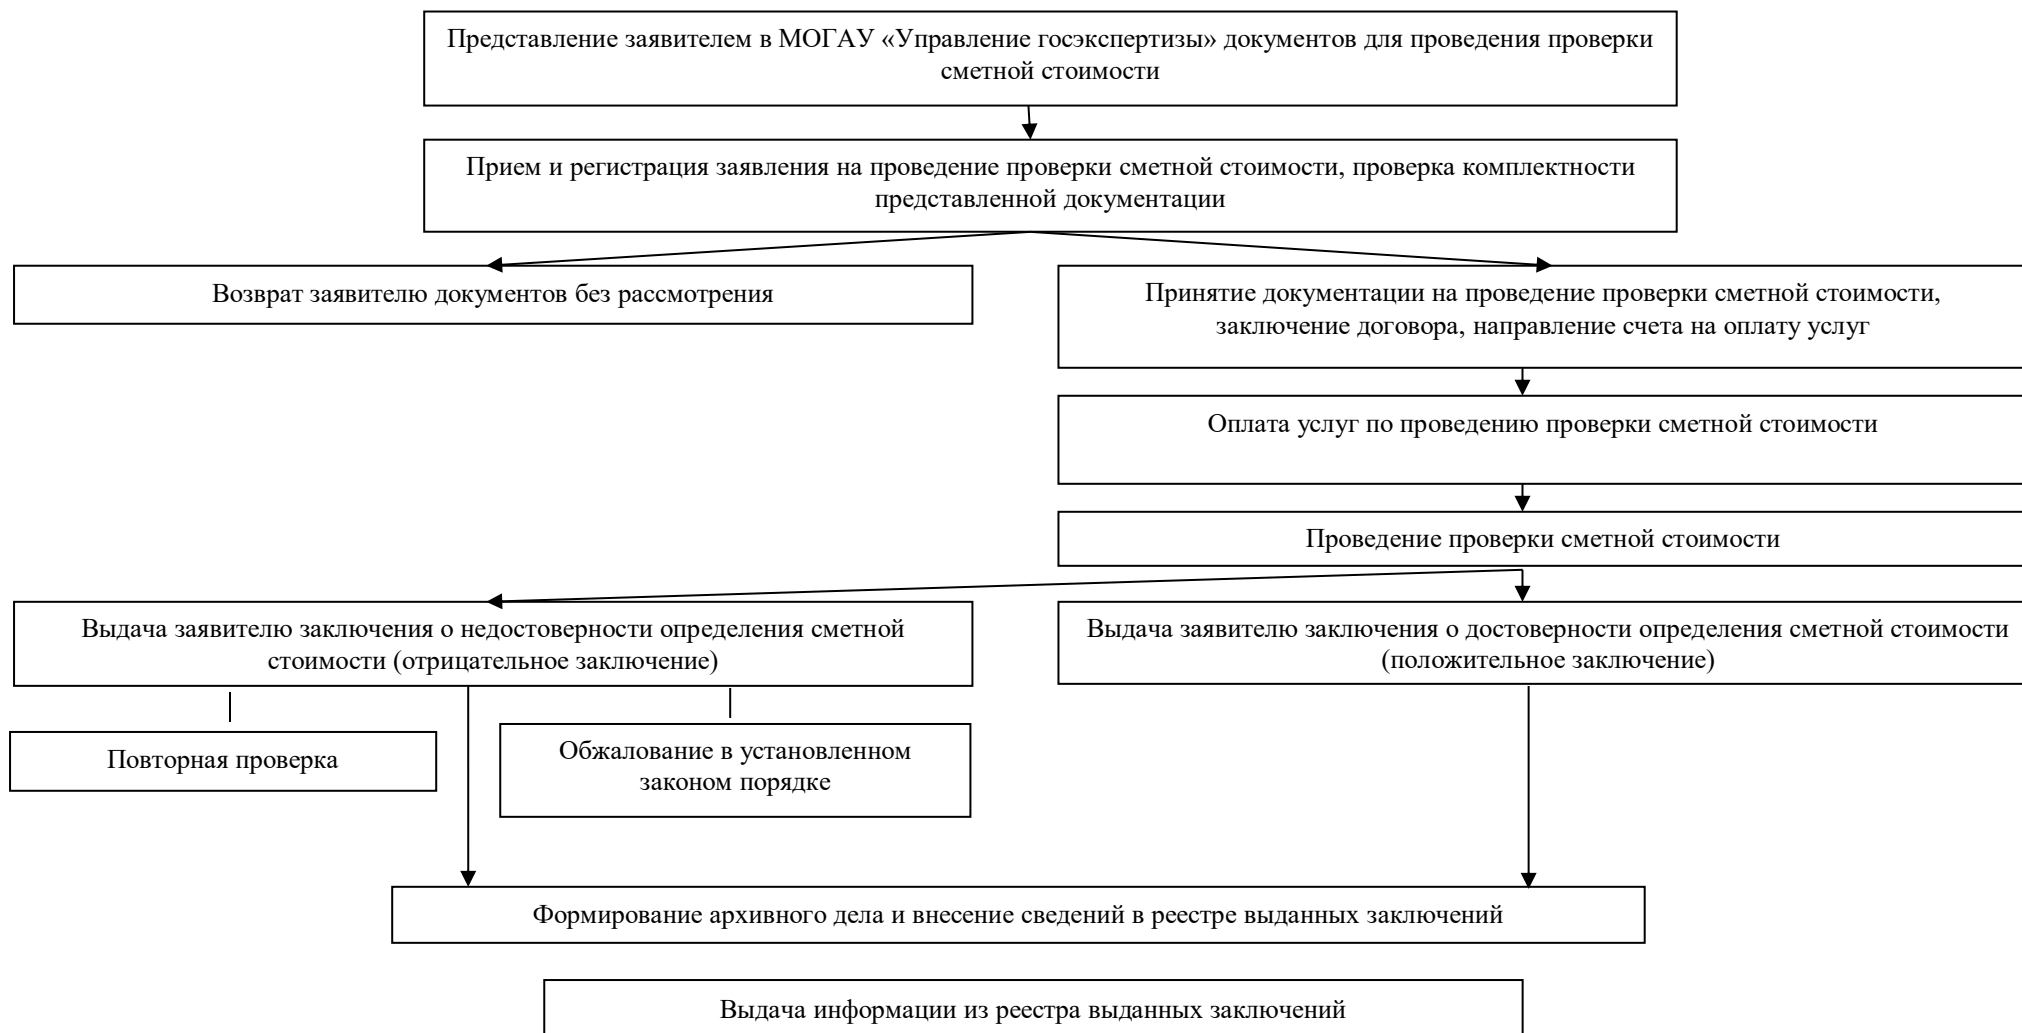 Представление заявителем в МОГАУ «Управление госэкспертизы» документов для проведения проверки
сметной стоимости
Прием и регистрация заявления на проведение проверки сметной стоимости, проверка комплектности
представленной документации
Возврат заявителю документов без рассмотрения
Принятие документации на проведение проверки сметной стоимости,
заключение договора, направление счета на оплату услуг
Оплата услуг по проведению проверки сметной стоимости
Проведение проверки сметной стоимости
Выдача заявителю заключения о недостоверности определения сметной
стоимости (отрицательное заключение)
Выдача заявителю заключения о достоверности определения сметной стоимости
(положительное заключение)
Повторная проверка
Обжалование в установленном
законом порядке
Формирование архивного дела и внесение сведений в реестре выданных заключений
Выдача информации из реестра выданных заключений